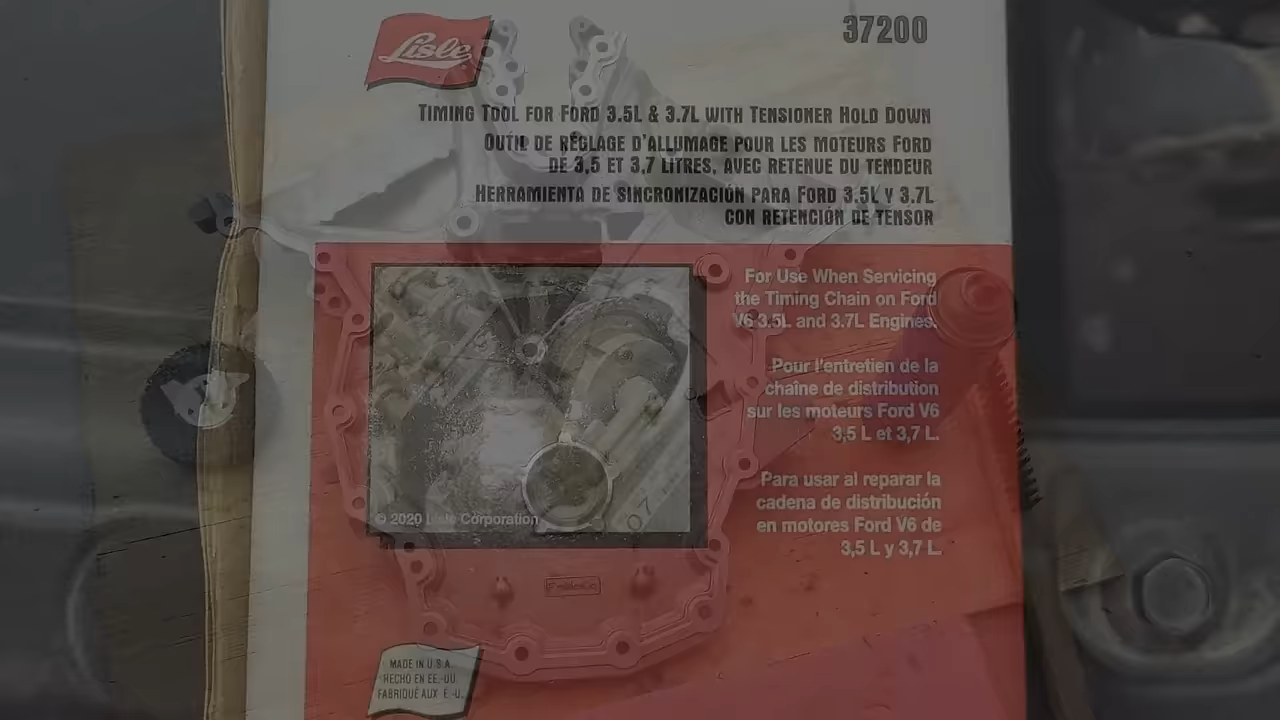 Lisle
37200
TIMING TOOL FOR FORD 3.5L & 3.7L WITH TENSIONER HOLD DOWN
OUTIL DE RÉGLAGE D'ALLUMAGE POUR LES MOTEURS FORD
DE 3,5 ET 3,7 LITRES, AVEC RETENUE DU TENDEUR
HERRAMIENTA DE SINCRONIZACIÓN PARA FORD 3.5L Y 3.7L
CON RETENCIÓN DE TENSOR
For Use When Servicing
the Timing Chain on Ford
V6 3.5L and 3.7L Engines.
Pour l'entretien de la
chaîne de distribution
sur les moteurs Ford V6
3,5 L et 3,7 L.
Para usar al reparar la
cadena de distribución
en motores Ford V6 de
3,5 L y 3,7 L.
© 2020 Lisle Corporation
MADE IN U.S.A.
HECHO EN EE.-UU.
FABRIQUÉ AUX É.-U.